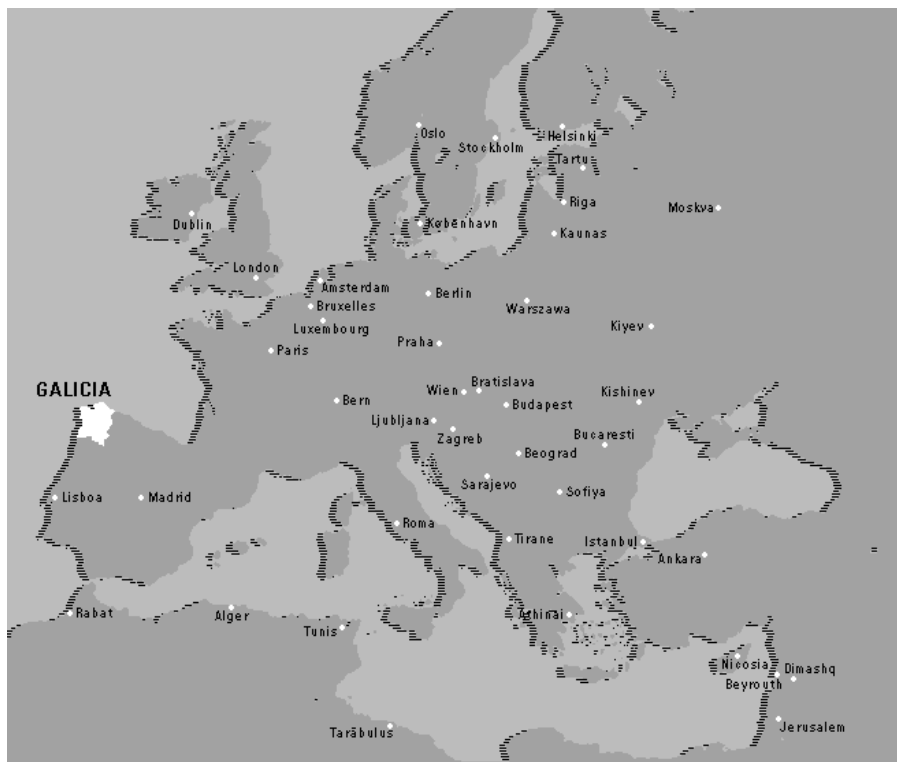 Oslo
Helsinki
Stockholm
Tartu
Riga
Moskva
Dublin
København
Kaunas
London
Amsterdam
Berlin
Bruxelles
Warszawa
Luxembourg
Kiyev
Praha
Paris
GALICIA
Bratislava
Wien
Kishinev
Bern
Budapest
Ljubljana
Zagreb
Bucaresti
Beograd
Sarajevo
Sofiya
Lisboa
Madrid
Roma
Tirane
Istanbul
Ankara
Rabat
Alger
Athinai
Tunis
Nicosia
Dimashq
Beyrouth
Jerusalem
Tarābulus